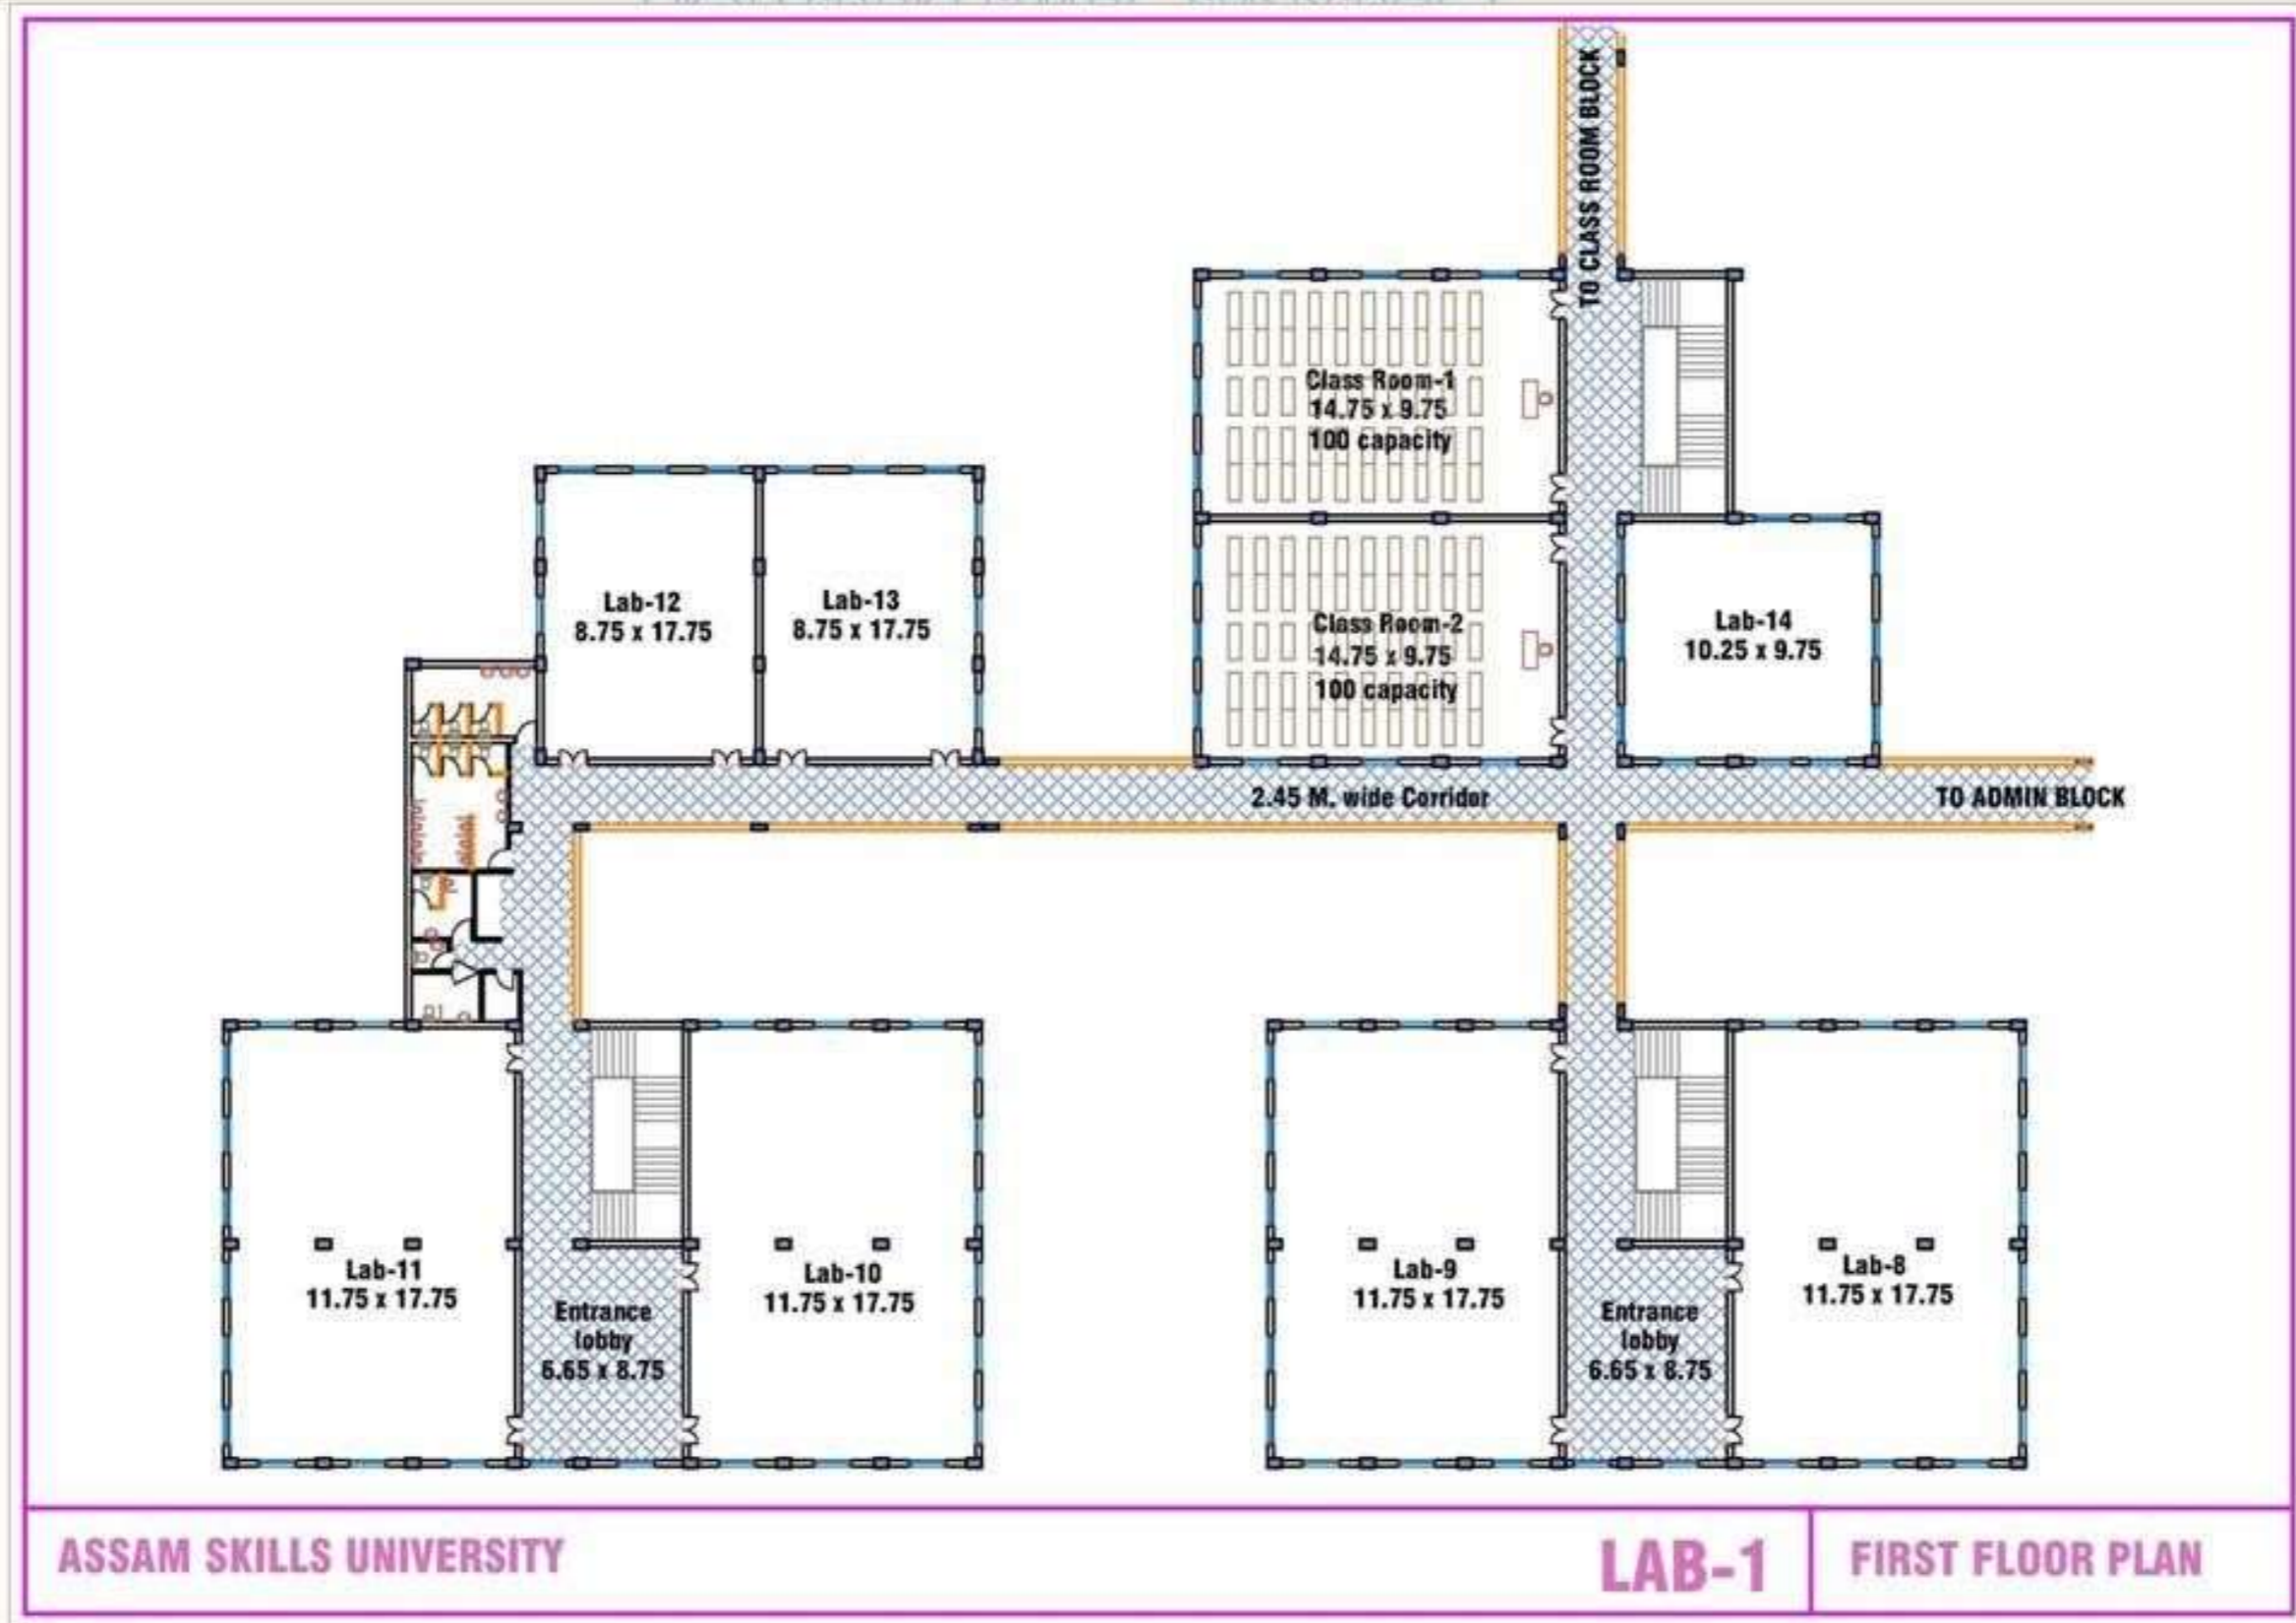 TO CLASS ROOM BLOCK
Class Room-1
14.75 x 9.75
100 capacity
Lab-12
8.75 x 17.75
Lab-13
8.75 x 17.75
Class Room-2
14.75 x 9.75
100 capacity
Lab-14
10.25 x 9.75
2.45 M. wide Corridor
TO ADMIN BLOCK
Lab-11
11.75 x 17.75
Entrance
lobby
6.65 x 8.75
Lab-10
11.75 x 17.75
Lab-9
11.75 x 17.75
Entrance
lobby
6.65 x 8.75
Lab-8
11.75 x 17.75
ASSAM SKILLS UNIVERSITY
LAB-1
FIRST FLOOR PLAN